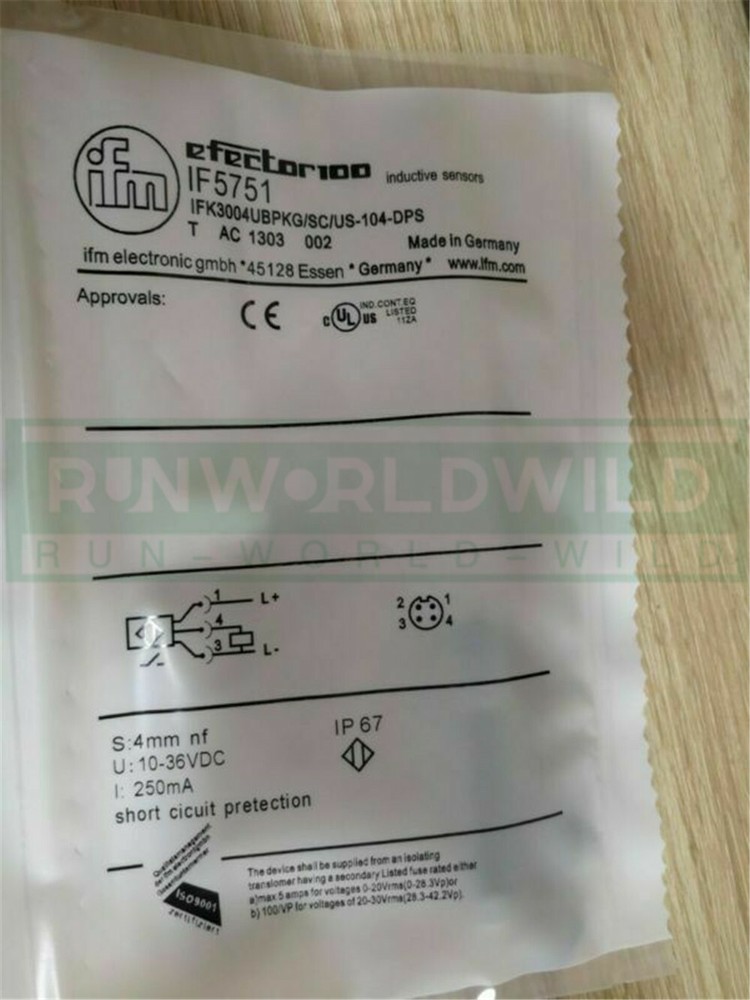 ifm
efector100 inductive sensors
IF5751
IFK3004UBPKG/SC/US-104-DPS
T AC 1303 002 Made in Germany
ifm electronic gmbh *45128 Essen * Germany * www.ifm.com
Approvals:
CE c UL US IND.CONT.EQ
LISTED
11ZA
RUNWORLDWILD
RUN-WORLD-WILD
1 L+
4
3 L-
2 1
3 4
S:4mm nf
U: 10-36VDC
I: 250mA
short cicuit pretection
IP 67
Qualitätsmanagement
ISO9001
zertifiziert
The device shall be supplied from an isolating
transformer having a secondary Listed fuse rated either
a)max 5 amps for voltages 0-20Vrms(0-28.3Vp)or
b) 100/VP for voltages of 20-30Vrms(28.3-42.2Vp).